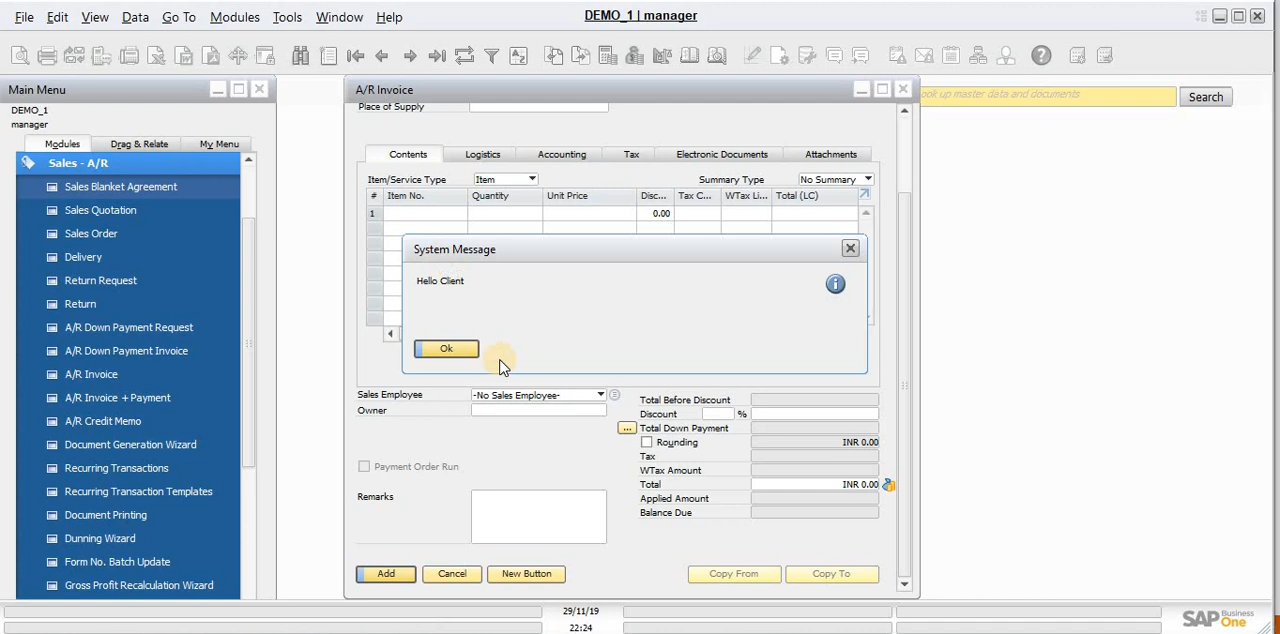 File Edit View Data Go To Modules Tools Window Help
DEMO_1 | manager
Main Menu
DEMO_1
manager
Modules Drag & Relate My Menu
Sales - A/R
Sales Blanket Agreement
Sales Quotation
Sales Order
Delivery
Return Request
Return
A/R Down Payment Request
A/R Down Payment Invoice
A/R Invoice
A/R Invoice + Payment
A/R Credit Memo
Document Generation Wizard
Recurring Transactions
Recurring Transaction Templates
Document Printing
Dunning Wizard
Form No. Batch Update
Gross Profit Recalculation Wizard
A/R Invoice
ook up master data and documents
Search
Place of Supply
Contents Logistics Accounting Tax Electronic Documents Attachments
Item/Service Type Item Summary Type No Summary
# Item No. Quantity Unit Price Disc... Tax C... WTax Li... Total (LC)
1 0.00
System Message
Hello Client
Ok
Sales Employee -No Sales Employee-
Owner
Payment Order Run
Remarks
Total Before Discount
Discount %
... Total Down Payment
Rounding INR 0.00
Tax
WTax Amount
Total INR 0.00
Applied Amount
Balance Due
Add Cancel New Button Copy From Copy To
29/11/19
22:24
SAP Business One